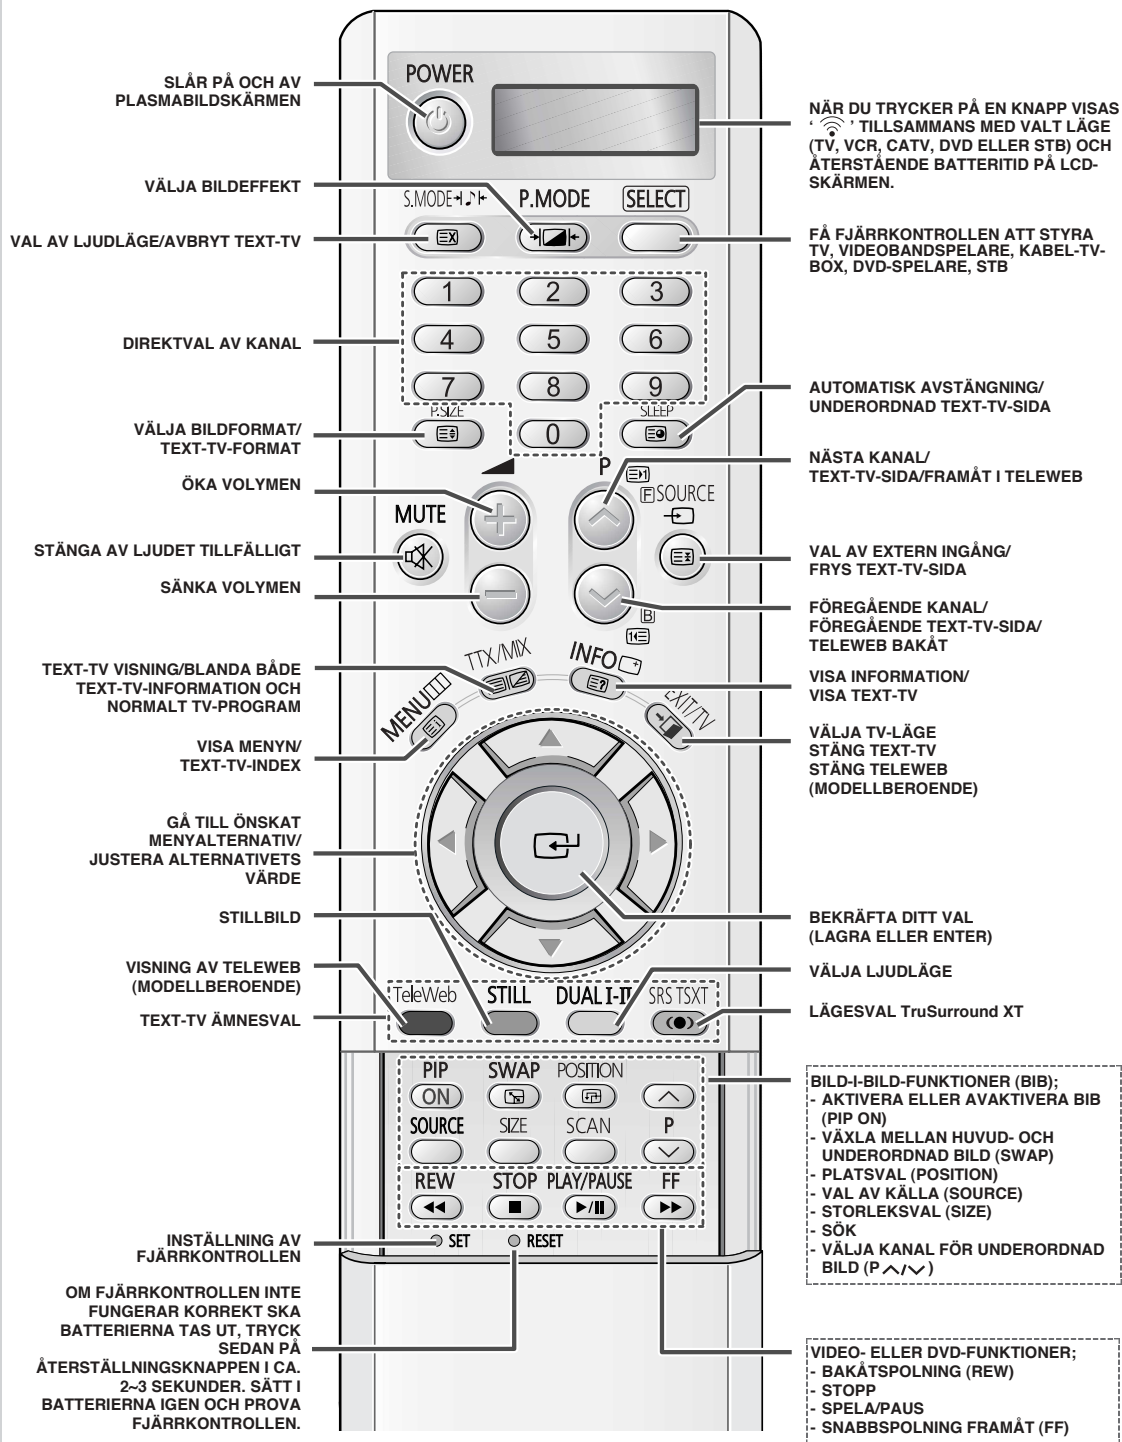 SLÅR PÅ OCH AV
PLASMABILDSKÄRMEN
VÄLJA BILDEFFEKT
VAL AV LJUDLÄGE/AVBRYT TEXT-TV
DIREKTVAL AV KANAL
VÄLJA BILDFORMAT/
TEXT-TV-FORMAT
ÖKA VOLYMEN
STÄNGA AV LJUDET TILLFÄLLIGT
SÄNKA VOLYMEN
TEXT-TV VISNING/BLANDA BÅDE
TEXT-TV-INFORMATION OCH
NORMALT TV-PROGRAM
VISA MENYN/
TEXT-TV-INDEX
GÅ TILL ÖNSKAT
MENYALTERNATIV/
JUSTERA ALTERNATIVETS
VÄRDE
STILLBILD
VISNING AV TELEWEB
(MODELLBEROENDE)
TEXT-TV ÄMNESVAL
INSTÄLLNING AV
FJÄRRKONTROLLEN
OM FJÄRRKONTROLLEN INTE
FUNGERAR KORREKT SKA
BATTERIERNA TAS UT, TRYCK
SEDAN PÅ
ÅTERSTÄLLNINGSKNAPPEN I CA.
2~3 SEKUNDER. SÄTT I
BATTERIERNA IGEN OCH PROVA
FJÄRRKONTROLLEN.
POWER
S.MODE P.MODE SELECT
1 2 3
4 5 6
7 8 9
P.SIZE SLEEP
0
P
SOURCE
F
MUTE
B
TTX/MIX
INFO
MENU
EXIT/TV
TeleWeb STILL DUAL I-II SRS TSXT
PIP SWAP POSITION
ON
SOURCE SIZE SCAN P
REW STOP PLAY/PAUSE FF
SET RESET
NÄR DU TRYCKER PÅ EN KNAPP VISAS
‘ ’ TILLSAMMANS MED VALT LÄGE
(TV, VCR, CATV, DVD ELLER STB) OCH
ÅTERSTÅENDE BATTERITID PÅ LCD-
SKÄRMEN.
FÅ FJÄRRKONTROLLEN ATT STYRA
TV, VIDEOBANDSPELARE, KABEL-TV-
BOX, DVD-SPELARE, STB
AUTOMATISK AVSTÄNGNING/
UNDERORDNAD TEXT-TV-SIDA
NÄSTA KANAL/
TEXT-TV-SIDA/FRAMÅT I TELEWEB
VAL AV EXTERN INGÅNG/
FRYS TEXT-TV-SIDA
FÖREGÅENDE KANAL/
FÖREGÅENDE TEXT-TV-SIDA/
TELEWEB BAKÅT
VISA INFORMATION/
VISA TEXT-TV
VÄLJA TV-LÄGE
STÄNG TEXT-TV
STÄNG TELEWEB
(MODELLBEROENDE)
BEKRÄFTA DITT VAL
(LAGRA ELLER ENTER)
VÄLJA LJUDLÄGE
LÄGESVAL TruSurround XT
BILD-I-BILD-FUNKTIONER (BIB);
- AKTIVERA ELLER AVAKTIVERA BIB
(PIP ON)
- VÄXLA MELLAN HUVUD- OCH
UNDERORDNAD BILD (SWAP)
- PLATSVAL (POSITION)
- VAL AV KÄLLA (SOURCE)
- STORLEKSVAL (SIZE)
- SÖK
- VÄLJA KANAL FÖR UNDERORDNAD
BILD (P / )
VIDEO- ELLER DVD-FUNKTIONER;
- BAKÅTSPOLNING (REW)
- STOPP
- SPELA/PAUS
- SNABBSPOLNING FRAMÅT (FF)